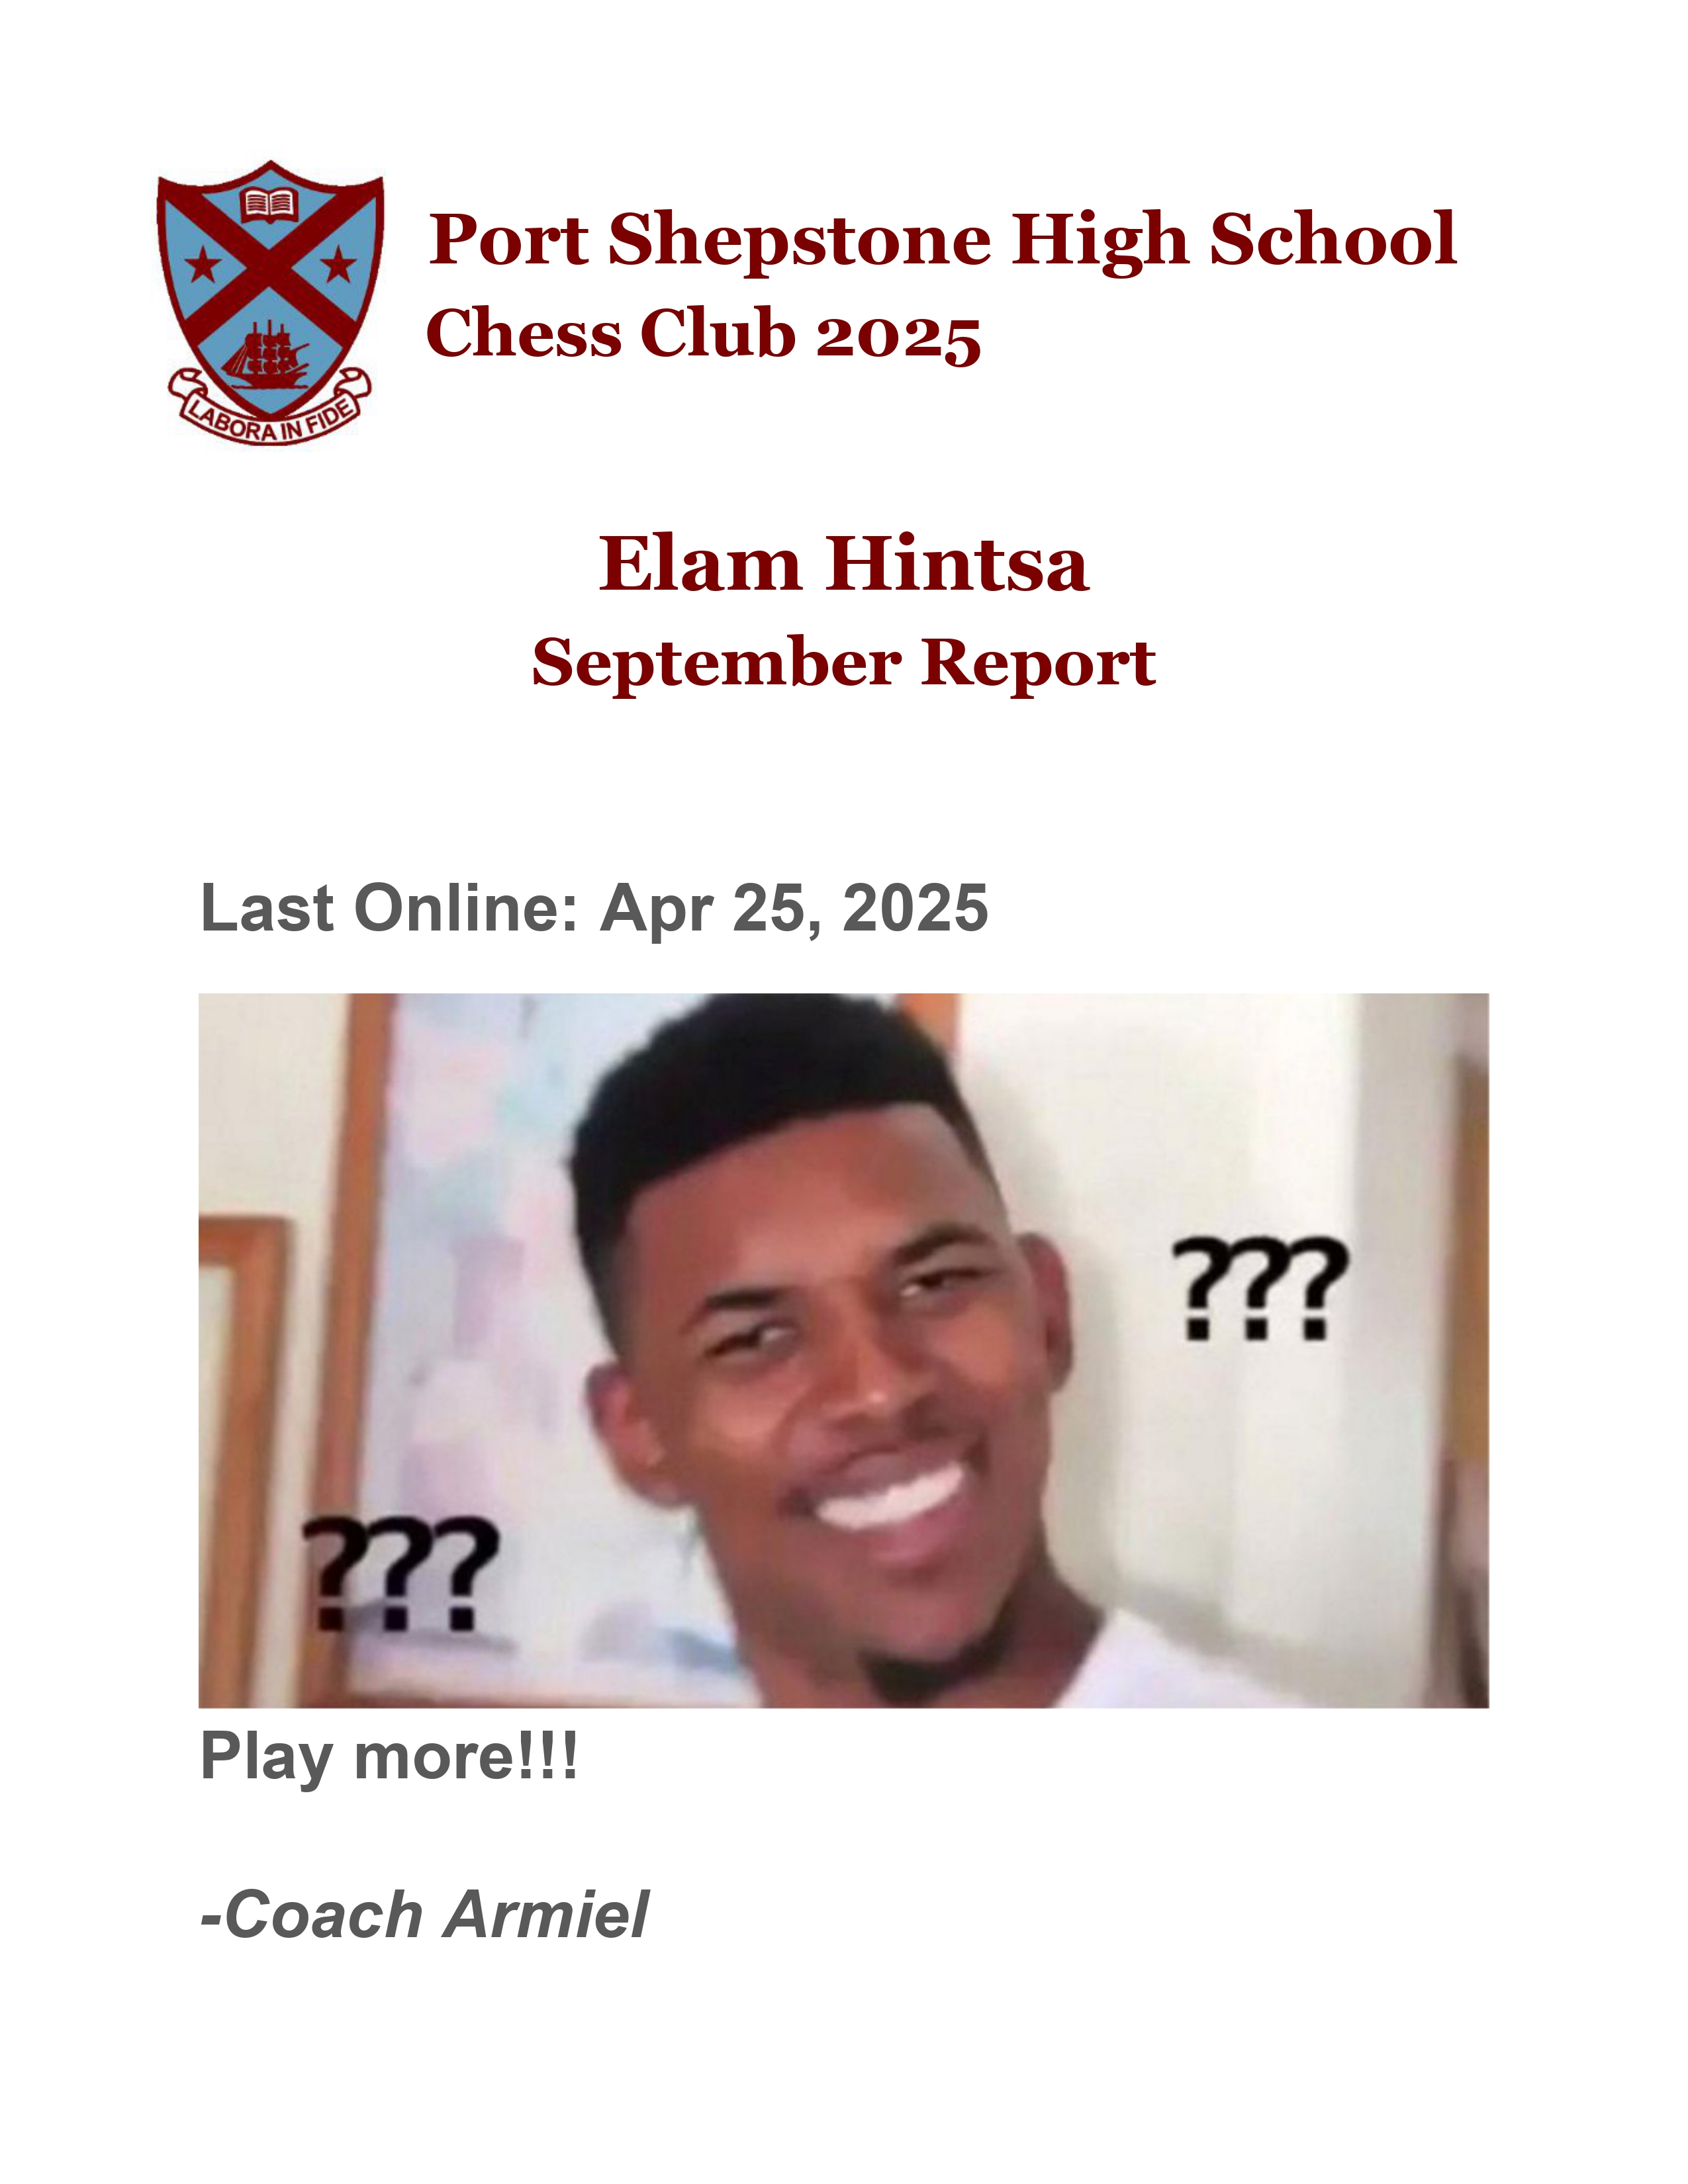 Port Shepstone High School
Chess Club 2025
LABORA IN FIDE
Elam Hintsa
September Report
Last Online: Apr 25, 2025
???
???
Play more!!!
-Coach Armiel